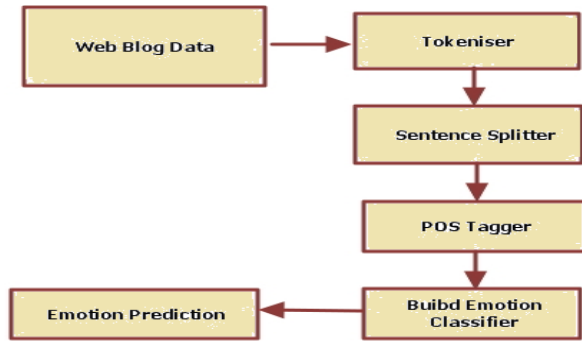 Web Blog Data
Tokeniser
Sentence Splitter
POS Tagger
Buibd Emotion
Classifier
Emotion Prediction